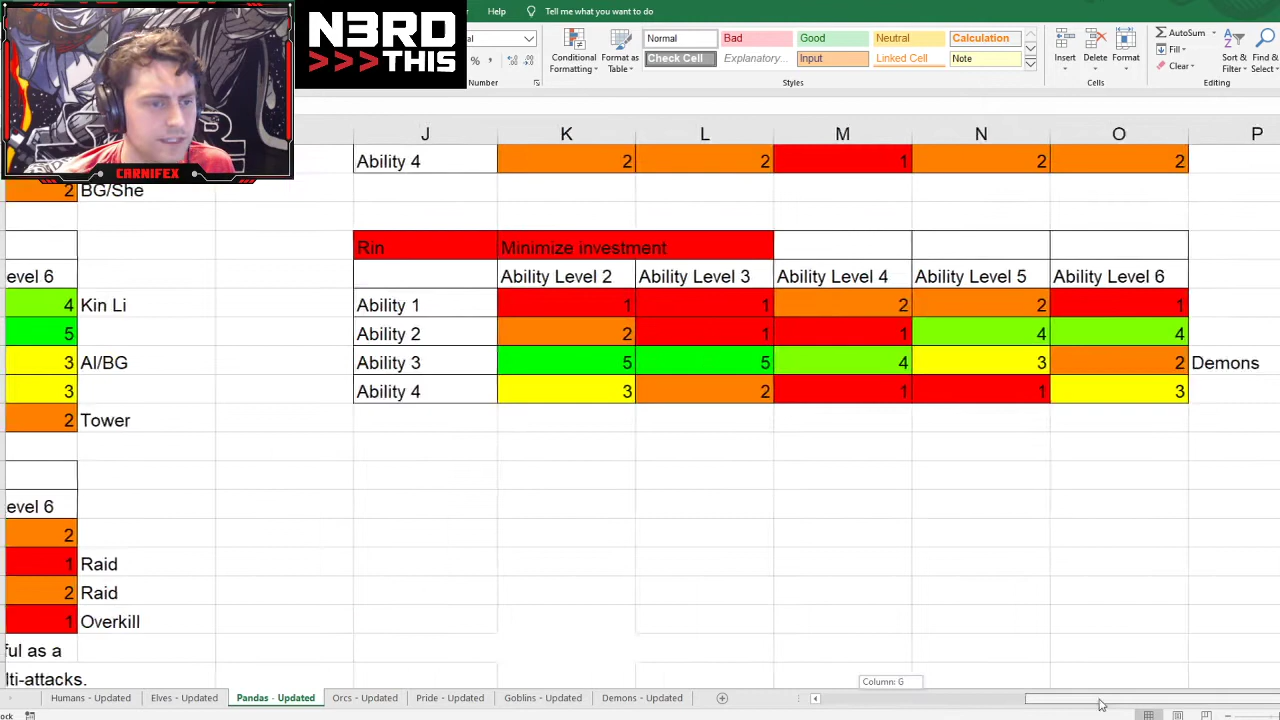 Help Tell me what you want to do
N3RD
>>>THIS
CARNIFEX
Number
Conditional Formatting
Format as Table
Normal Bad Good Neutral Calculation
Check Cell Explanatory... Input Linked Cell Note
Styles
Insert Delete Format
Cells
AutoSum
Fill
Clear
Sort & Filter
Find & Select
Editing
J K L M N O P
Ability 4 2 2 1 2 2
2 BG/She
Rin Minimize investment
evel 6 Ability Level 2 Ability Level 3 Ability Level 4 Ability Level 5 Ability Level 6
4 Kin Li Ability 1 1 1 2 2 1
5 Ability 2 2 1 1 4 4
3 AI/BG Ability 3 5 5 4 3 2 Demons
3 Ability 4 3 2 1 1 3
2 Tower
evel 6
2
1 Raid
2 Raid
1 Overkill
ful as a
lti-attacks.
Column: G
Humans - Updated Elves - Updated Pandas - Updated Orcs - Updated Pride - Updated Goblins - Updated Demons - Updated